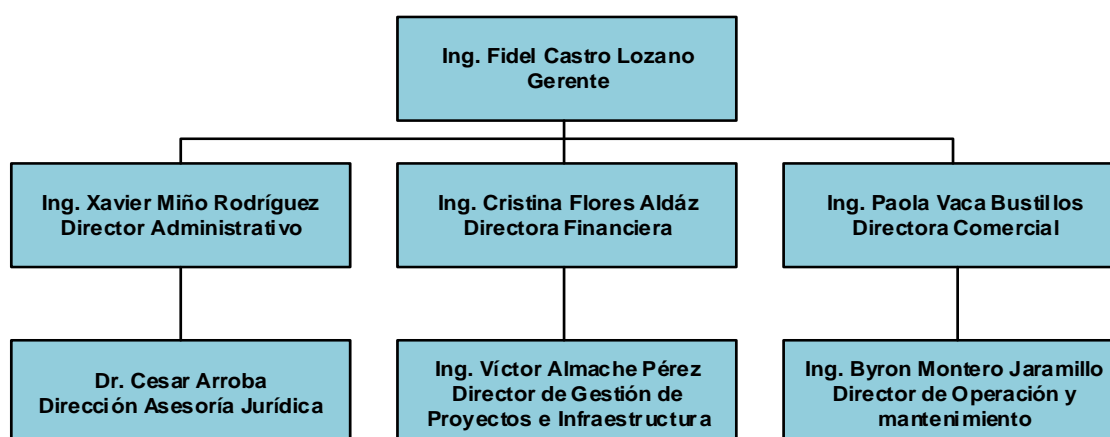 Ing. Fidel Castro Lozano
Gerente
Ing. Xavier Miño Rodríguez
Director Administrativo
Ing. Cristina Flores Aldáz
Directora Financiera
Ing. Paola Vaca Bustillos
Directora Comercial
Dr. Cesar Arroba
Dirección Asesoría Jurídica
Ing. Víctor Almache Pérez
Director de Gestión de
Proyectos e Infraestructura
Ing. Byron Montero Jaramillo
Director de Operación y
mantenimiento